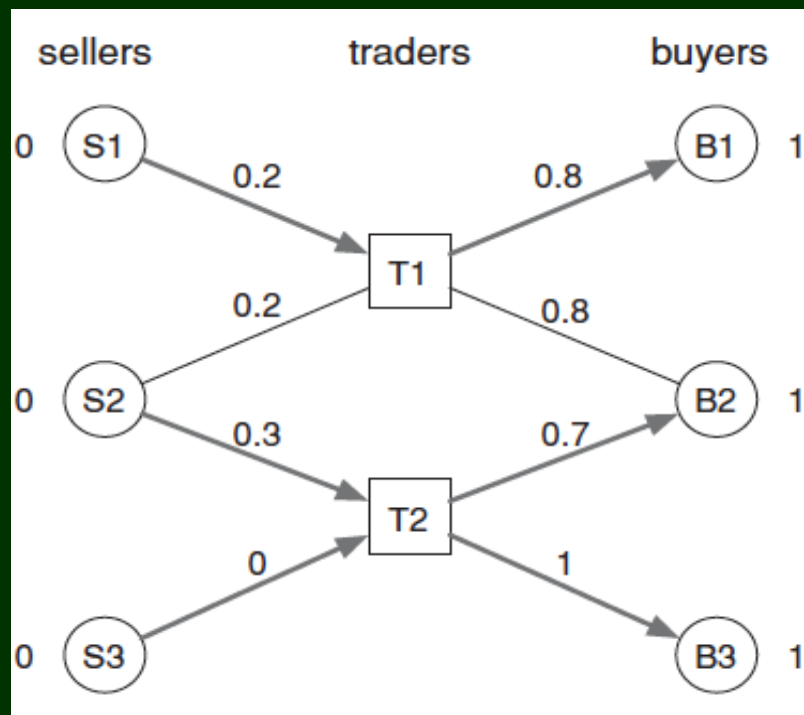 sellers traders buyers
0 S1 B1 1
0.2 0.8
T1
0.2 0.8
0 S2 B2 1
0.3 0.7
T2
0 1
0 S3 B3 1